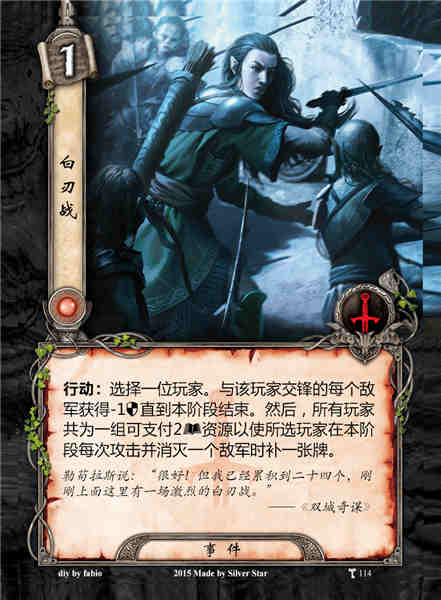 1
白刃战
行动：选择一位玩家。与该玩家交锋的每个敌
军获得-1直到本阶段结束。然后，所有玩家
共为一组可支付2资源以使所选玩家在本阶
段每次攻击并消灭一个敌军时补一张牌。
勒苟拉斯说：“很好！但我已经累积到二十四个，刚
刚上面这里有一场激烈的白刃战。”
——《双城奇谋》
事件
diy by fabio 2015 Made by Silver Star 114